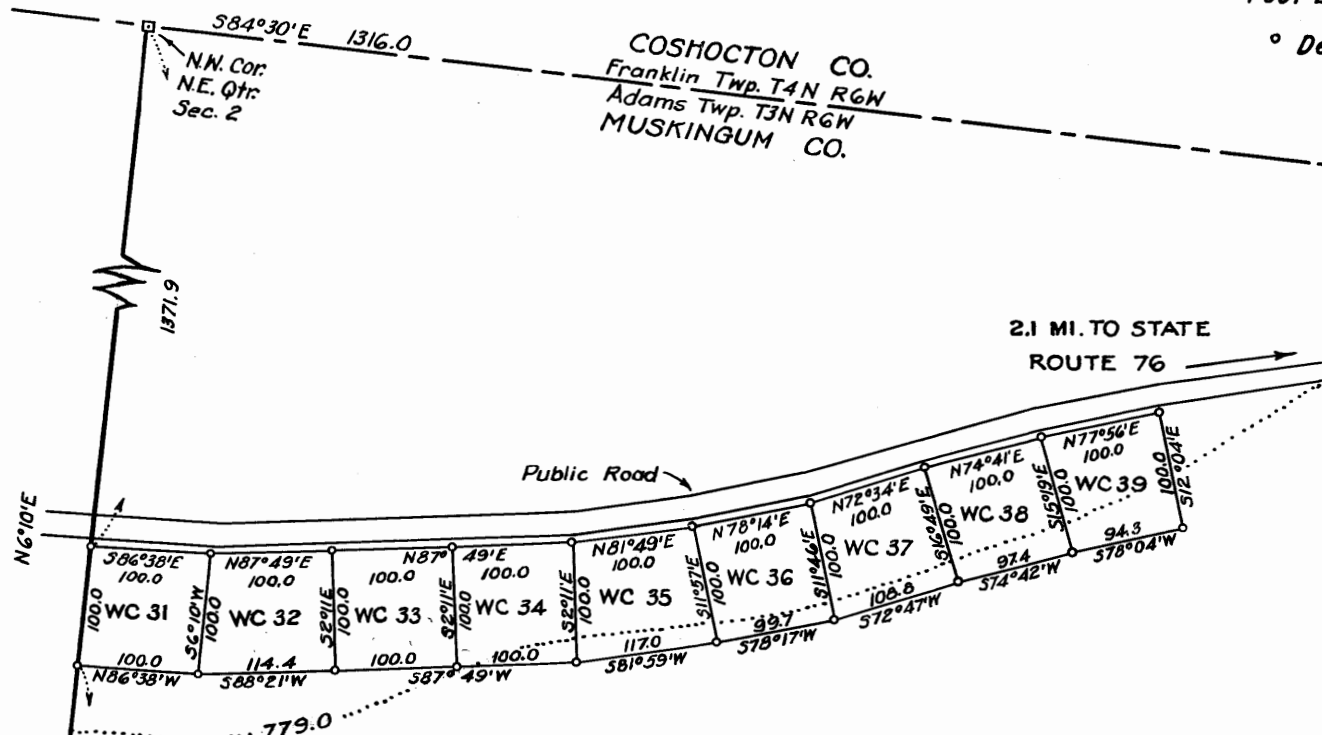 S84°30'E 1316.0
° De
N.W. Cor.
N.E. Qtr.
Sec. 2
COSHOCTON CO.
Franklin Twp. T4N R6W
Adams Twp. T3N R6W
MUSKINGUM CO.
1371.9
2.1 MI. TO STATE
ROUTE 76
Public Road
N6°10'E
S86°38'E
100.0
N87°49'E
100.0
100.0
N87° 49'E
100.0
N81°49'E
100.0
N78°14'E
100.0
N72°34'E
100.0
N74°41'E
100.0
N77°56'E
100.0
100.0
WC 31
S6°10'W
100.0
WC 32
S2°11'E
100.0
WC 33
S2°11'E
100.0
WC 34
S2°11'E
100.0
WC 35
S11°57'E
100.0
WC 36
S11°46'E
100.0
WC 37
S16°49'E
100.0
WC 38
S15°19'E
100.0
WC 39
100.0
S12°04'E
100.0
N86°38'W
114.4
S88°21'W
100.0
S87° 49'W
100.0
117.0
S81°59'W
99.7
S78°17'W
108.8
S72°47'W
97.4
S74°42'W
94.3
S78°04'W
779.0